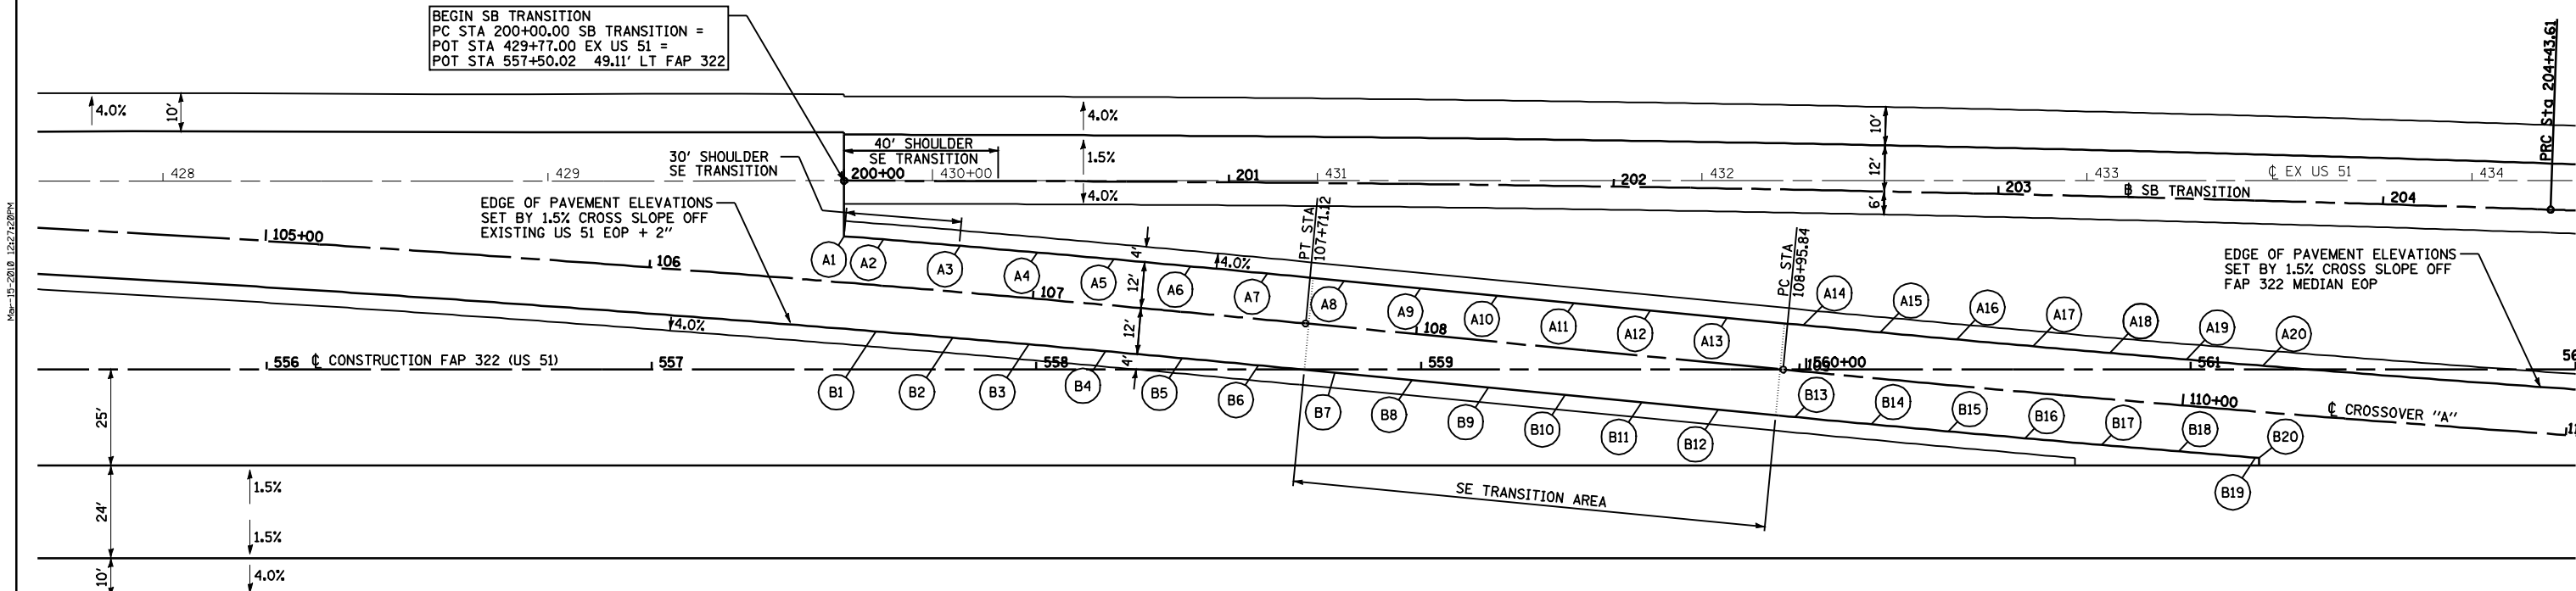 BEGIN SB TRANSITION
PC STA 200+00.00 SB TRANSITION =
POT STA 429+77.00 EX US 51 =
POT STA 557+50.02 49.11' LT FAP 322
PRC Sta 204+43.61
4.0%
10'
4.0%
10'
40' SHOULDER
SE TRANSITION
30' SHOULDER
SE TRANSITION
1.5%
12'
428
429
200+00
430+00
201
431
202
432
203
433
℄ EX US 51
434
B SB TRANSITION
204
4.0%
6'
EDGE OF PAVEMENT ELEVATIONS
SET BY 1.5% CROSS SLOPE OFF
EXISTING US 51 EOP + 2"
Mar-15-2010 12:27:20PM
105+00
106
107
108
110+00
PT STA
107+71.12
PC STA
108+95.84
EDGE OF PAVEMENT ELEVATIONS
SET BY 1.5% CROSS SLOPE OFF
FAP 322 MEDIAN EOP
A1
A2
A3
A4
A5
A6
A7
A8
A9
A10
A11
A12
A13
A14
A15
A16
A17
A18
A19
A20
4'
4.0%
12'
12'
4'
4.0%
556
℄ CONSTRUCTION FAP 322 (US 51)
557
558
559
560+00
561
B1
B2
B3
B4
B5
B6
B7
B8
B9
B10
B11
B12
B13
B14
B15
B16
B17
B18
B19
B20
℄ CROSSOVER "A"
25'
SE TRANSITION AREA
24'
1.5%
1.5%
10'
4.0%